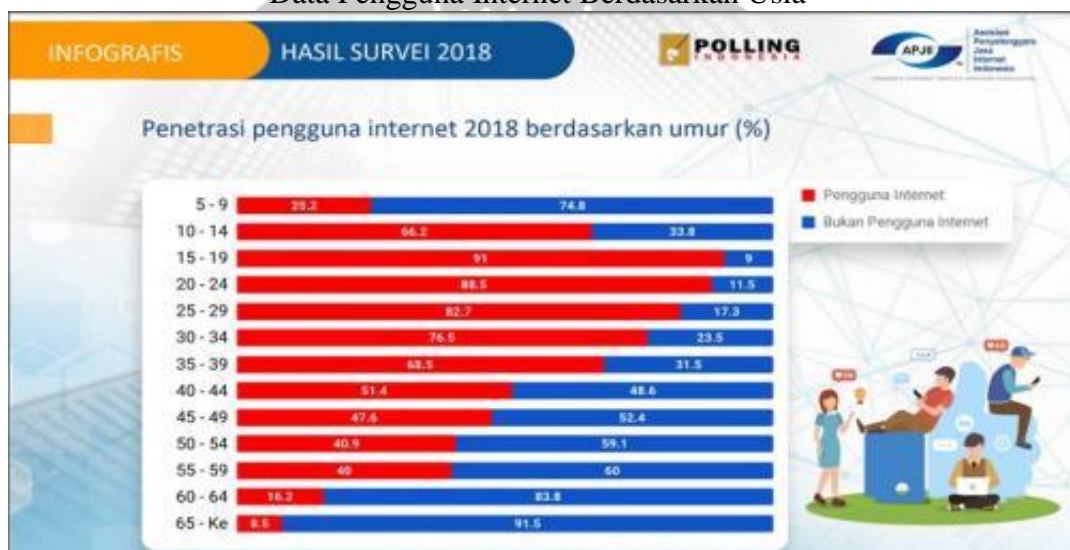 Data Pengguna Internet Berdasarkan Usia
INFOGRAFIS
HASIL SURVEI 2018
POLLING
INDONESIA
APJII
Asosiasi
Penyelenggara
Jasa
Internet
Indonesia
Penetrasi pengguna internet 2018 berdasarkan umur (%)
Pengguna Internet
Bukan Pengguna Internet
5 - 9 25.2 74.8
10 - 14 66.2 33.8
15 - 19 91 9
20 - 24 88.5 11.5
25 - 29 82.7 17.3
30 - 34 76.5 23.5
35 - 39 68.5 31.5
40 - 44 51.4 48.6
45 - 49 47.6 52.4
50 - 54 40.9 59.1
55 - 59 40 60
60 - 64 16.2 83.8
65 - Ke 8.5 91.5